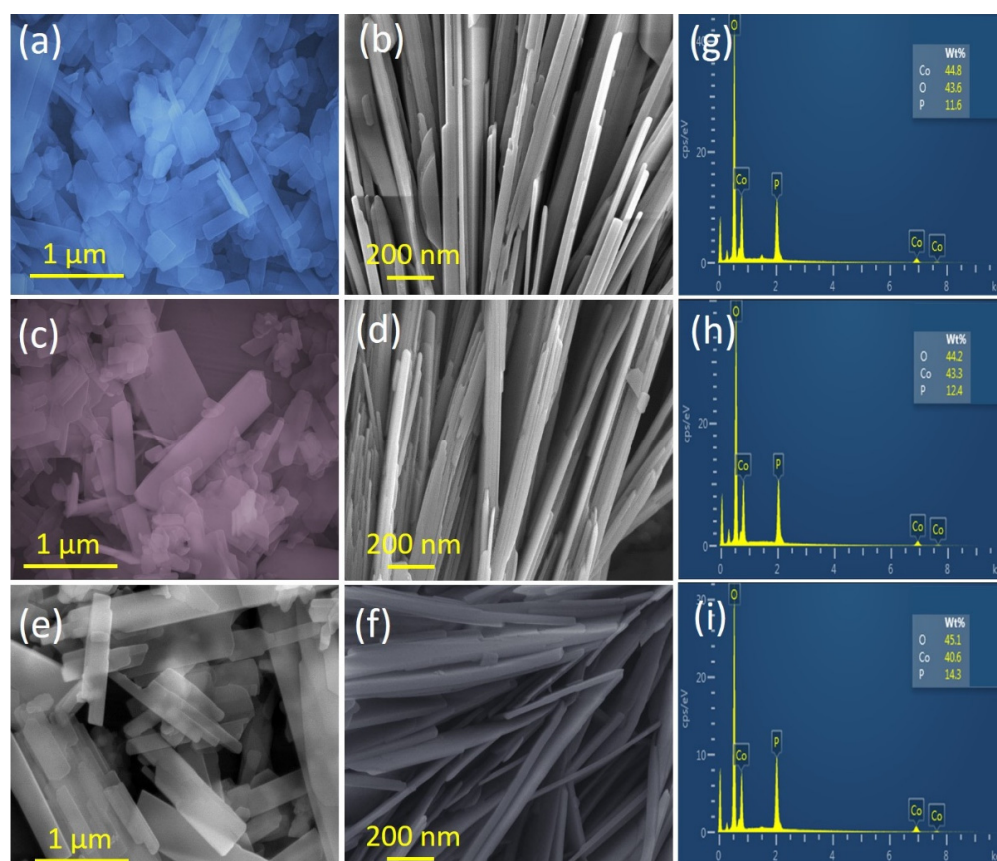 (a)
1 μm
(b)
200 nm
(g)
O
40
Wt%
Co 44.8
O 43.6
P 11.6
cps/eV
20
Co
P
Co
Co
0
0 2 4 6 8 k
(c)
1 μm
(d)
200 nm
(h)
O
Wt%
O 44.2
Co 43.3
P 12.4
cps/eV
20
Co
P
Co
Co
0
0 2 4 6 8 k
(e)
1 μm
(f)
200 nm
(i)
30
O
Wt%
O 45.1
Co 40.6
P 14.3
cps/eV
20
10
Co
P
Co
Co
0
0 2 4 6 8 k